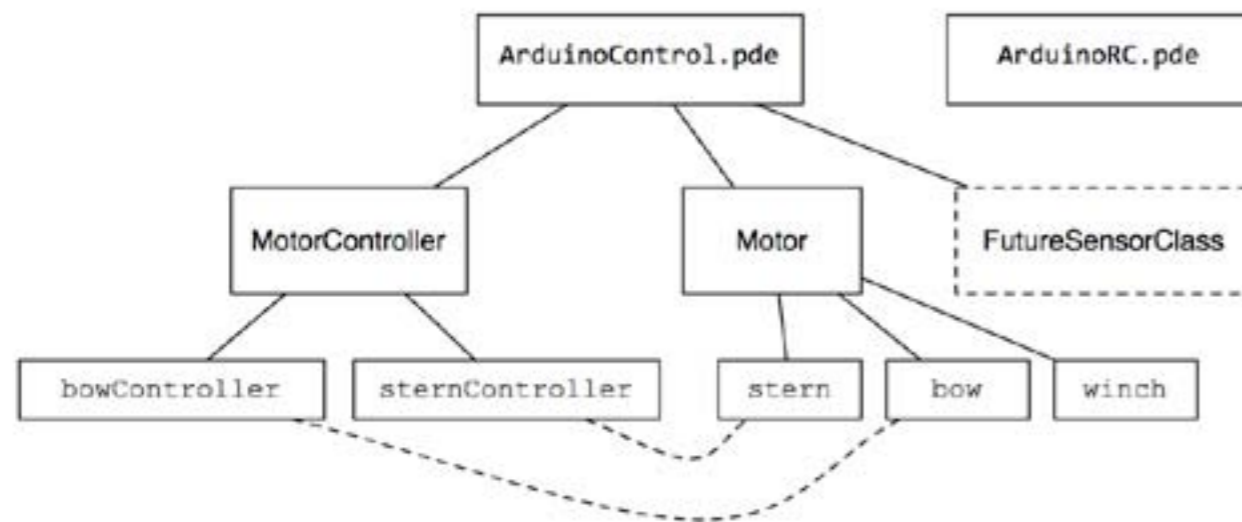 ArduinoControl.pde
ArduinoRC.pde
MotorController
Motor
FutureSensorClass
bowController
sternController
stern
bow
winch